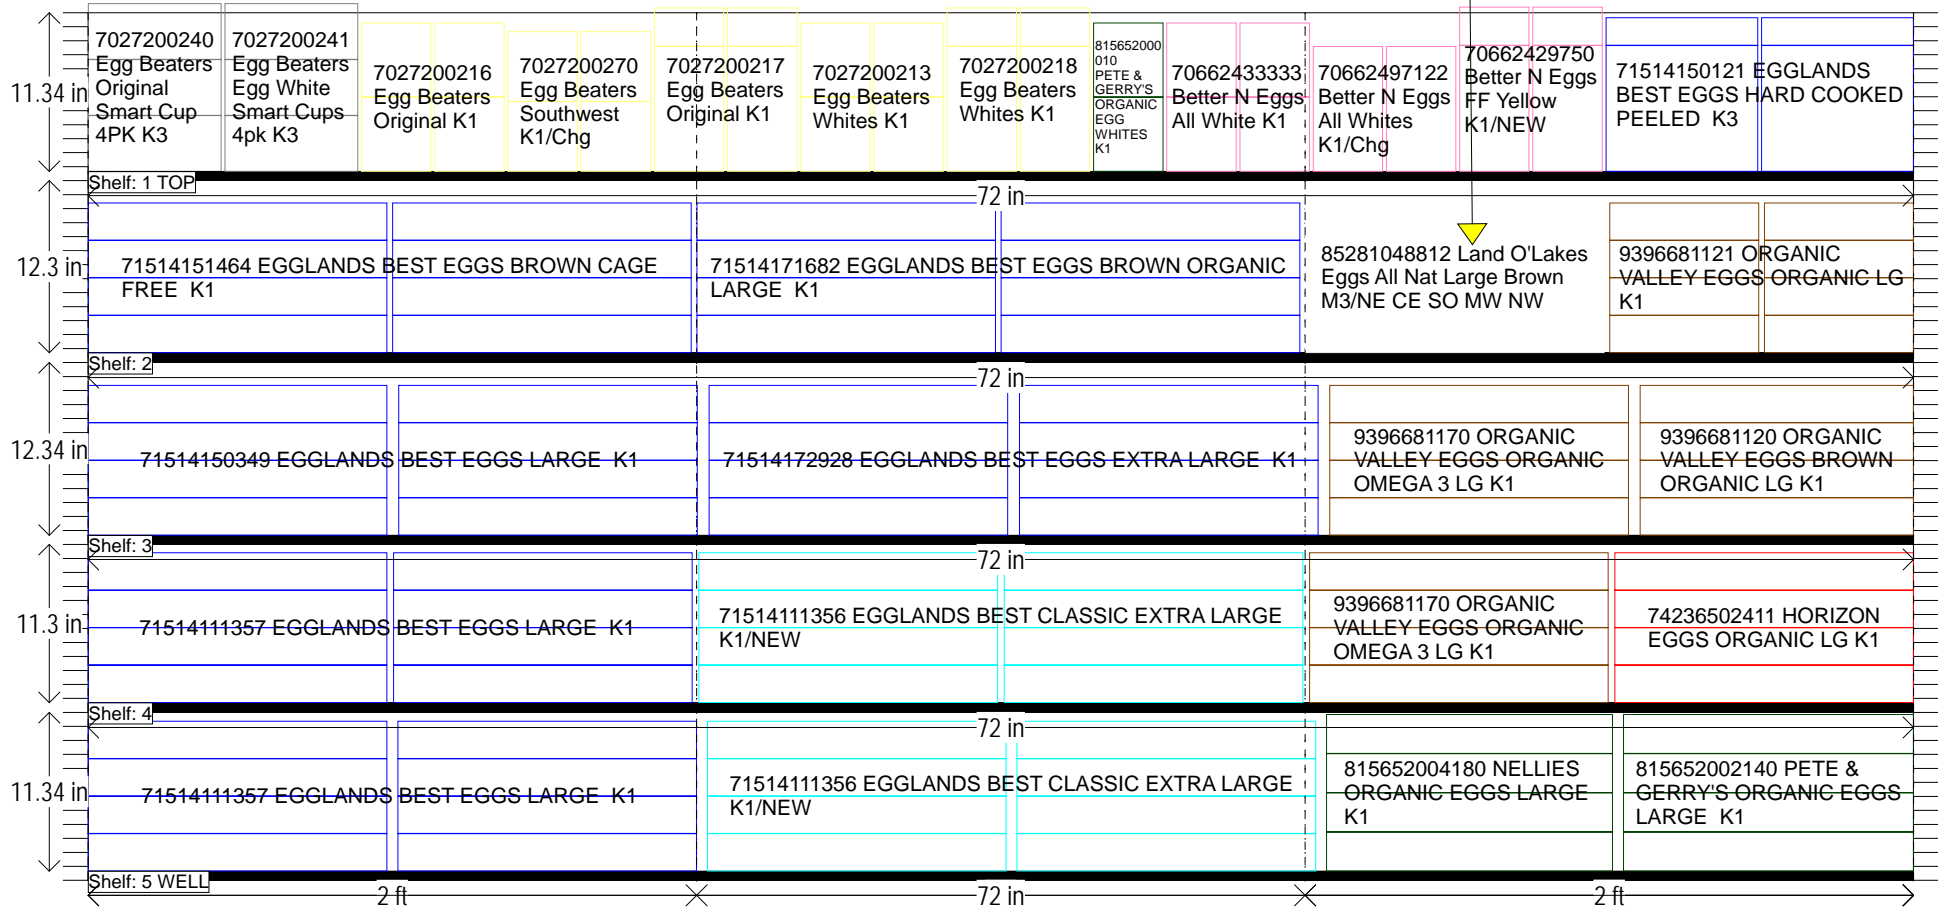 11.34 in
7027200240
Egg Beaters
Original
Smart Cup
4PK K3
7027200241
Egg Beaters
Egg White
Smart Cups
4pk K3
7027200216
Egg Beaters
Original K1
7027200270
Egg Beaters
Southwest
K1/Chg
7027200217
Egg Beaters
Original K1
7027200213
Egg Beaters
Whites K1
7027200218
Egg Beaters
Whites K1
815652000
010
PETE &
GERRY'S
ORGANIC
EGG
WHITES
K1
70662433333
Better N Eggs
All White K1
70662497122
Better N Eggs
All Whites
K1/Chg
70662429750
Better N Eggs
FF Yellow
K1/NEW
71514150121 EGGLANDS
BEST EGGS HARD COOKED
PEELED  K3
Shelf: 1 TOP
72 in
12.3 in
71514151464 EGGLANDS BEST EGGS BROWN CAGE
FREE  K1
71514171682 EGGLANDS BEST EGGS BROWN ORGANIC
LARGE  K1
85281048812 Land O'Lakes
Eggs All Nat Large Brown
M3/NE CE SO MW NW
9396681121 ORGANIC
VALLEY EGGS ORGANIC LG
K1
Shelf: 2
72 in
12.34 in
71514150349 EGGLANDS BEST EGGS LARGE  K1
71514172928 EGGLANDS BEST EGGS EXTRA LARGE  K1
9396681170 ORGANIC
VALLEY EGGS ORGANIC
OMEGA 3 LG K1
9396681120 ORGANIC
VALLEY EGGS BROWN
ORGANIC LG K1
Shelf: 3
72 in
11.3 in
71514111357 EGGLANDS BEST EGGS LARGE  K1
71514111356 EGGLANDS BEST CLASSIC EXTRA LARGE
K1/NEW
9396681170 ORGANIC
VALLEY EGGS ORGANIC
OMEGA 3 LG K1
74236502411 HORIZON
EGGS ORGANIC LG K1
Shelf: 4
72 in
11.34 in
71514111357 EGGLANDS BEST EGGS LARGE  K1
71514111356 EGGLANDS BEST CLASSIC EXTRA LARGE
K1/NEW
815652004180 NELLIES
ORGANIC EGGS LARGE
K1
815652002140 PETE &
GERRY'S ORGANIC EGGS
LARGE  K1
Shelf: 5 WELL
2 ft
72 in
2 ft